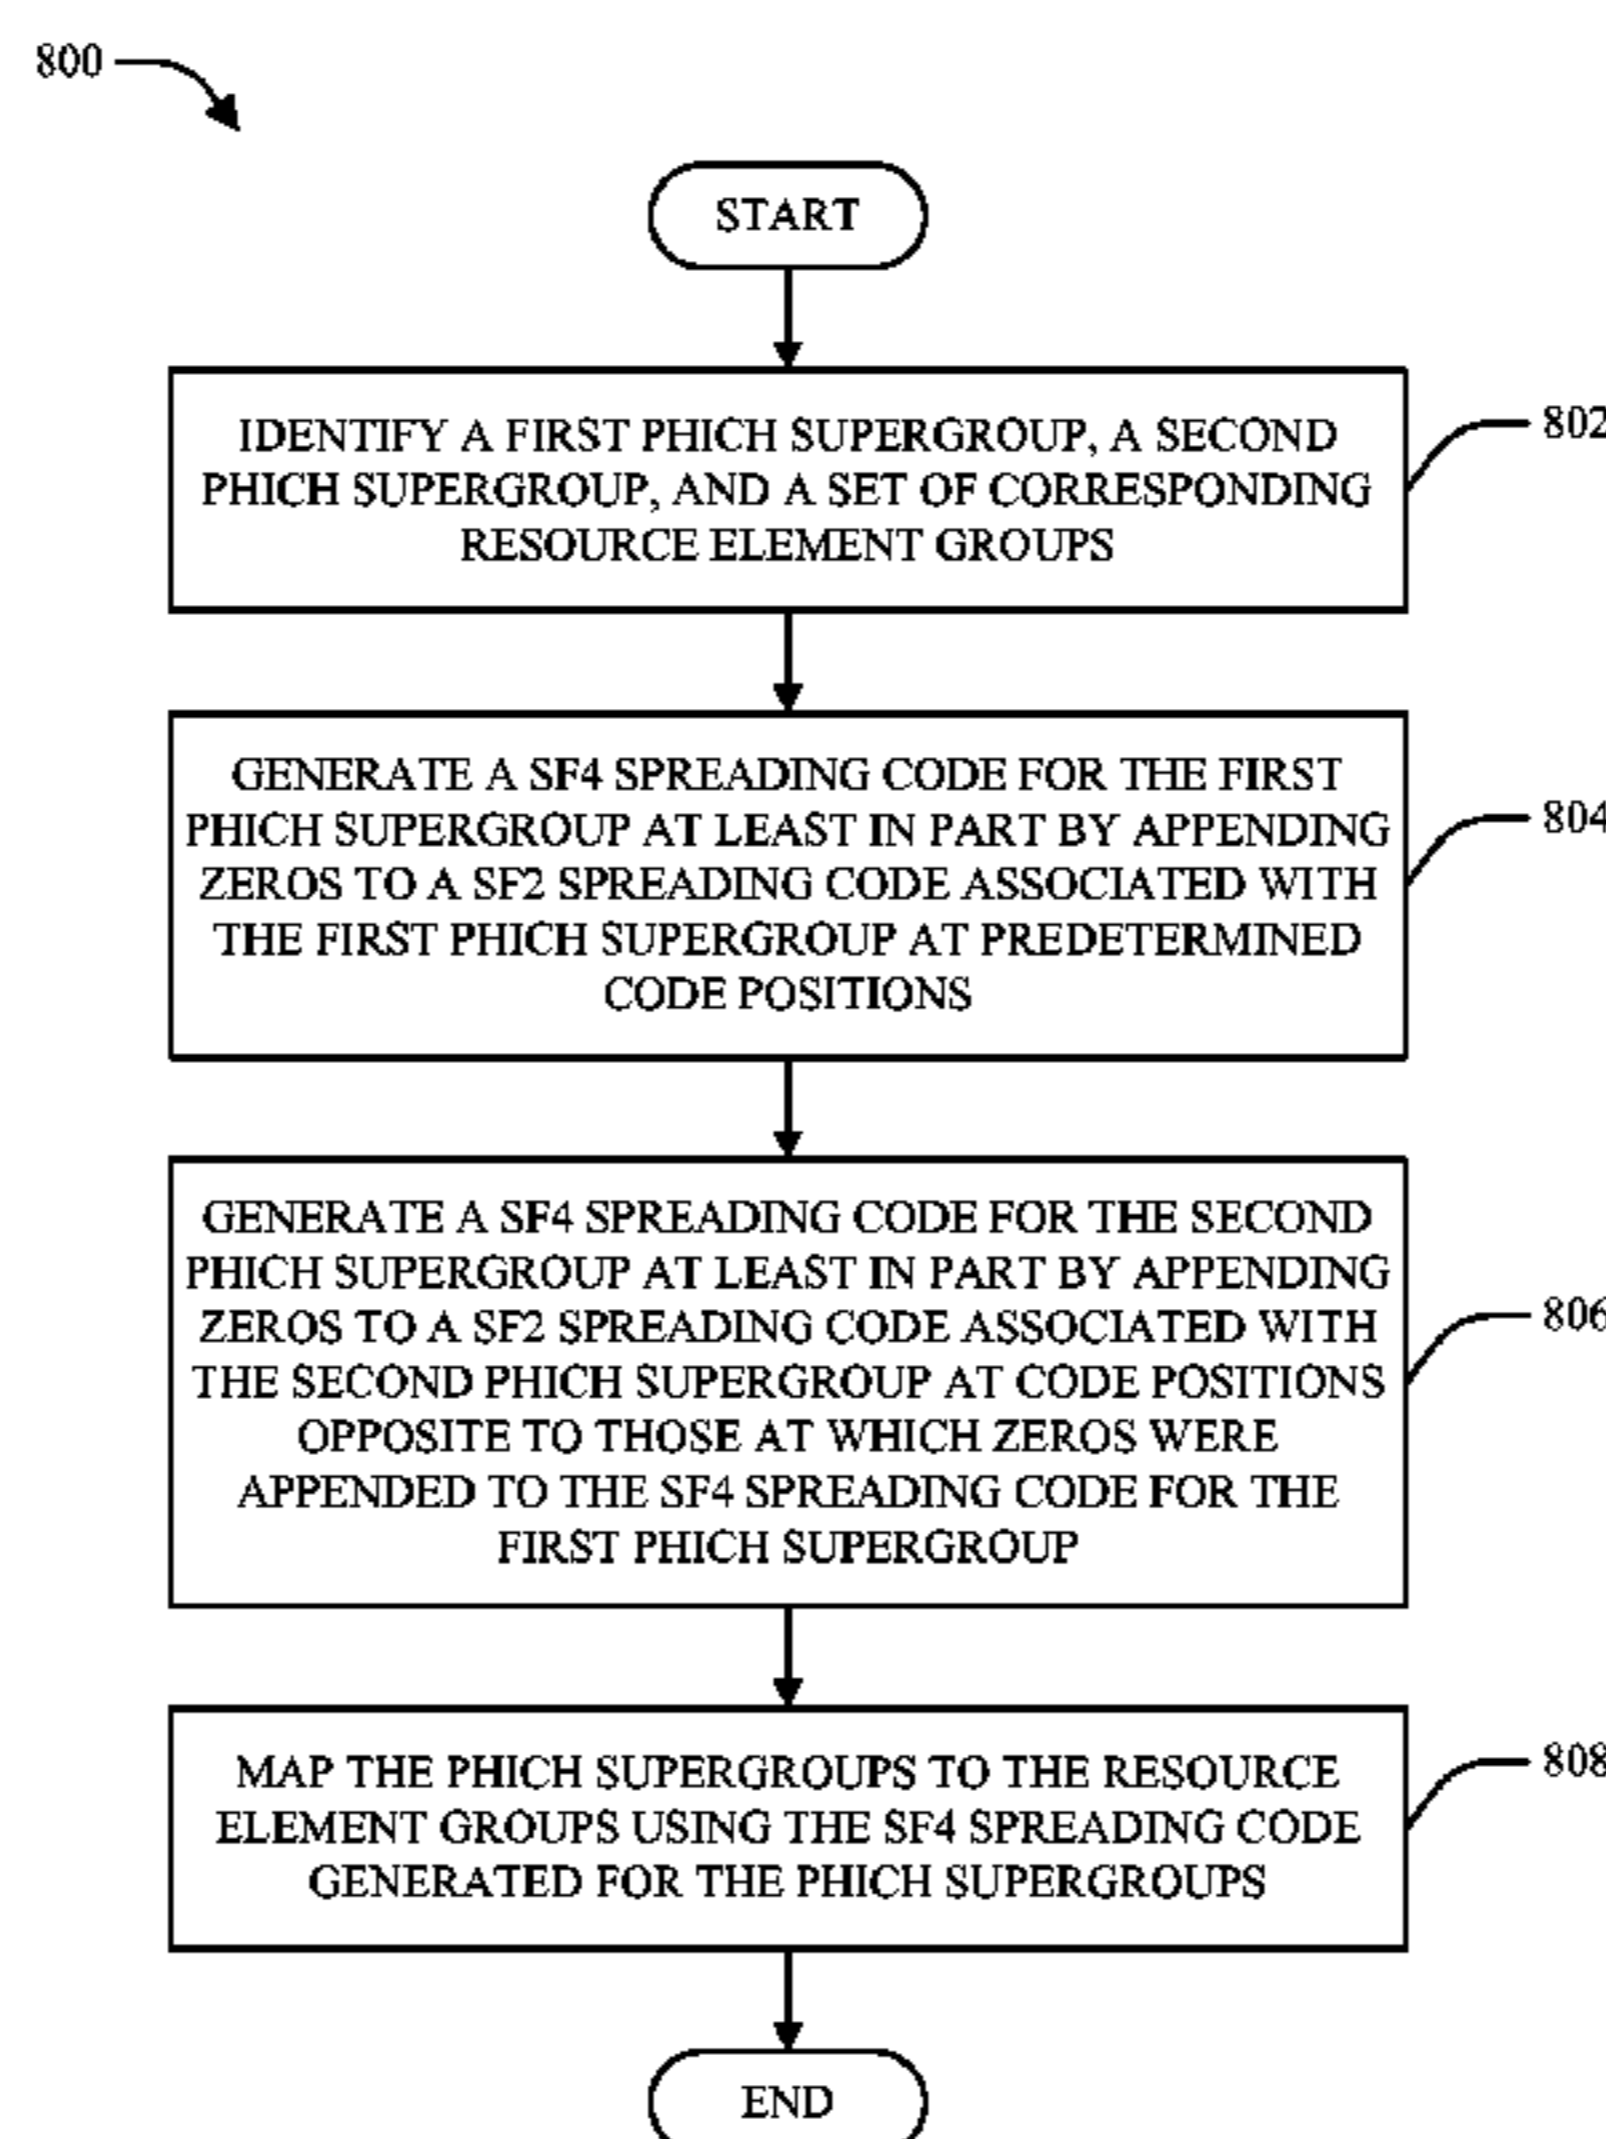 800
START
IDENTIFY A FIRST PHICH SUPERGROUP, A SECOND
PHICH SUPERGROUP, AND A SET OF CORRESPONDING
RESOURCE ELEMENT GROUPS
802
GENERATE A SF4 SPREADING CODE FOR THE FIRST
PHICH SUPERGROUP AT LEAST IN PART BY APPENDING
ZEROS TO A SF2 SPREADING CODE ASSOCIATED WITH
THE FIRST PHICH SUPERGROUP AT PREDETERMINED
CODE POSITIONS
804
GENERATE A SF4 SPREADING CODE FOR THE SECOND
PHICH SUPERGROUP AT LEAST IN PART BY APPENDING
ZEROS TO A SF2 SPREADING CODE ASSOCIATED WITH
THE SECOND PHICH SUPERGROUP AT CODE POSITIONS
OPPOSITE TO THOSE AT WHICH ZEROS WERE
APPENDED TO THE SF4 SPREADING CODE FOR THE
FIRST PHICH SUPERGROUP
806
MAP THE PHICH SUPERGROUPS TO THE RESOURCE
ELEMENT GROUPS USING THE SF4 SPREADING CODE
GENERATED FOR THE PHICH SUPERGROUPS
808
END